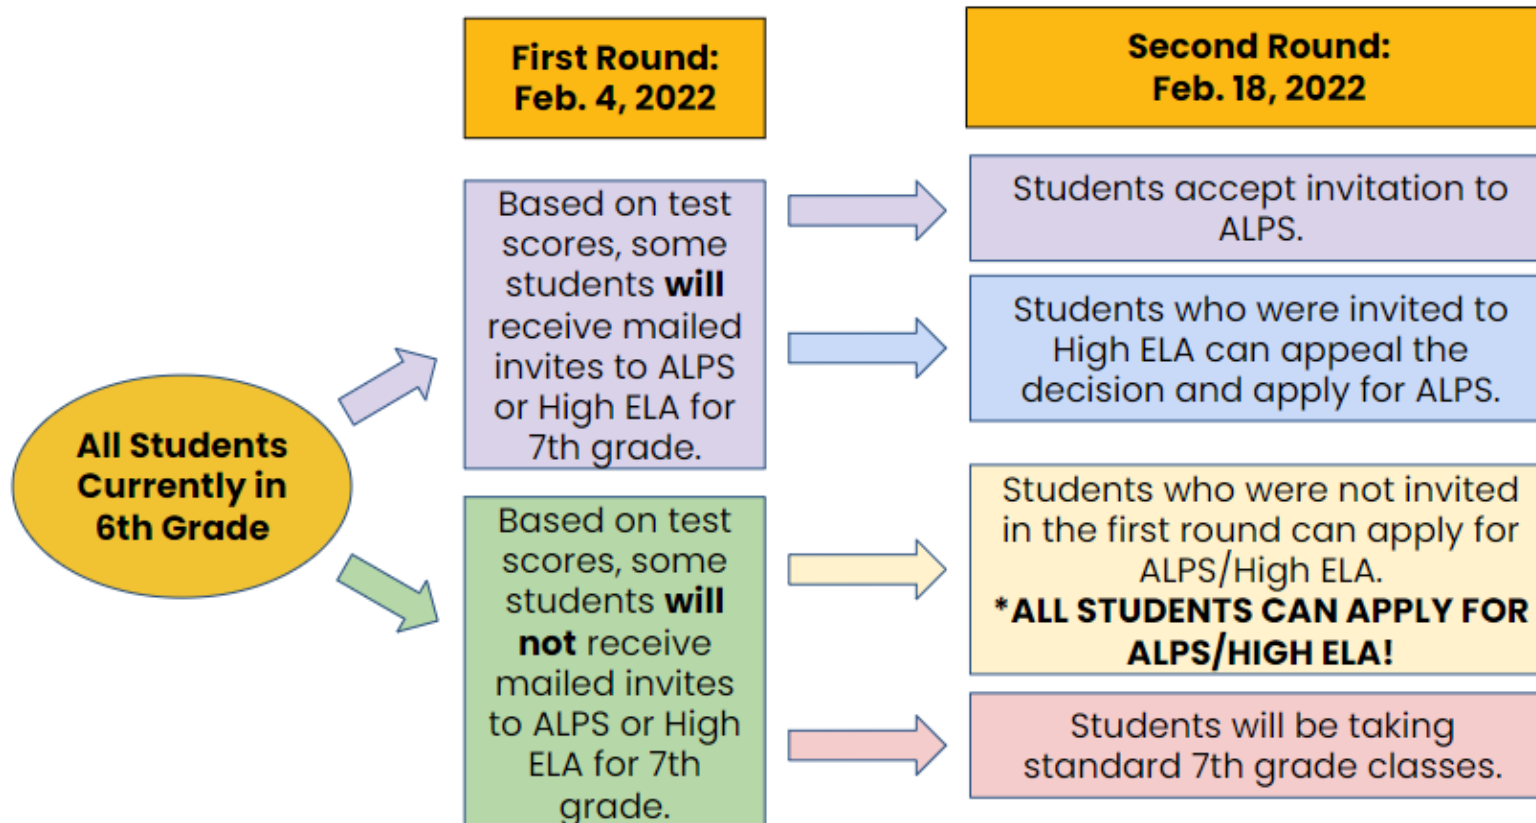 First Round:
Feb. 4, 2022
Second Round:
Feb. 18, 2022
All Students
Currently in
6th Grade
Based on test
scores, some
students will
receive mailed
invites to ALPS
or High ELA for
7th grade.
Students accept invitation to
ALPS.
Students who were invited to
High ELA can appeal the
decision and apply for ALPS.
Based on test
scores, some
students will
not receive
mailed invites
to ALPS or High
ELA for 7th
grade.
Students who were not invited
in the first round can apply for
ALPS/High ELA.
*ALL STUDENTS CAN APPLY FOR
ALPS/HIGH ELA!
Students will be taking
standard 7th grade classes.